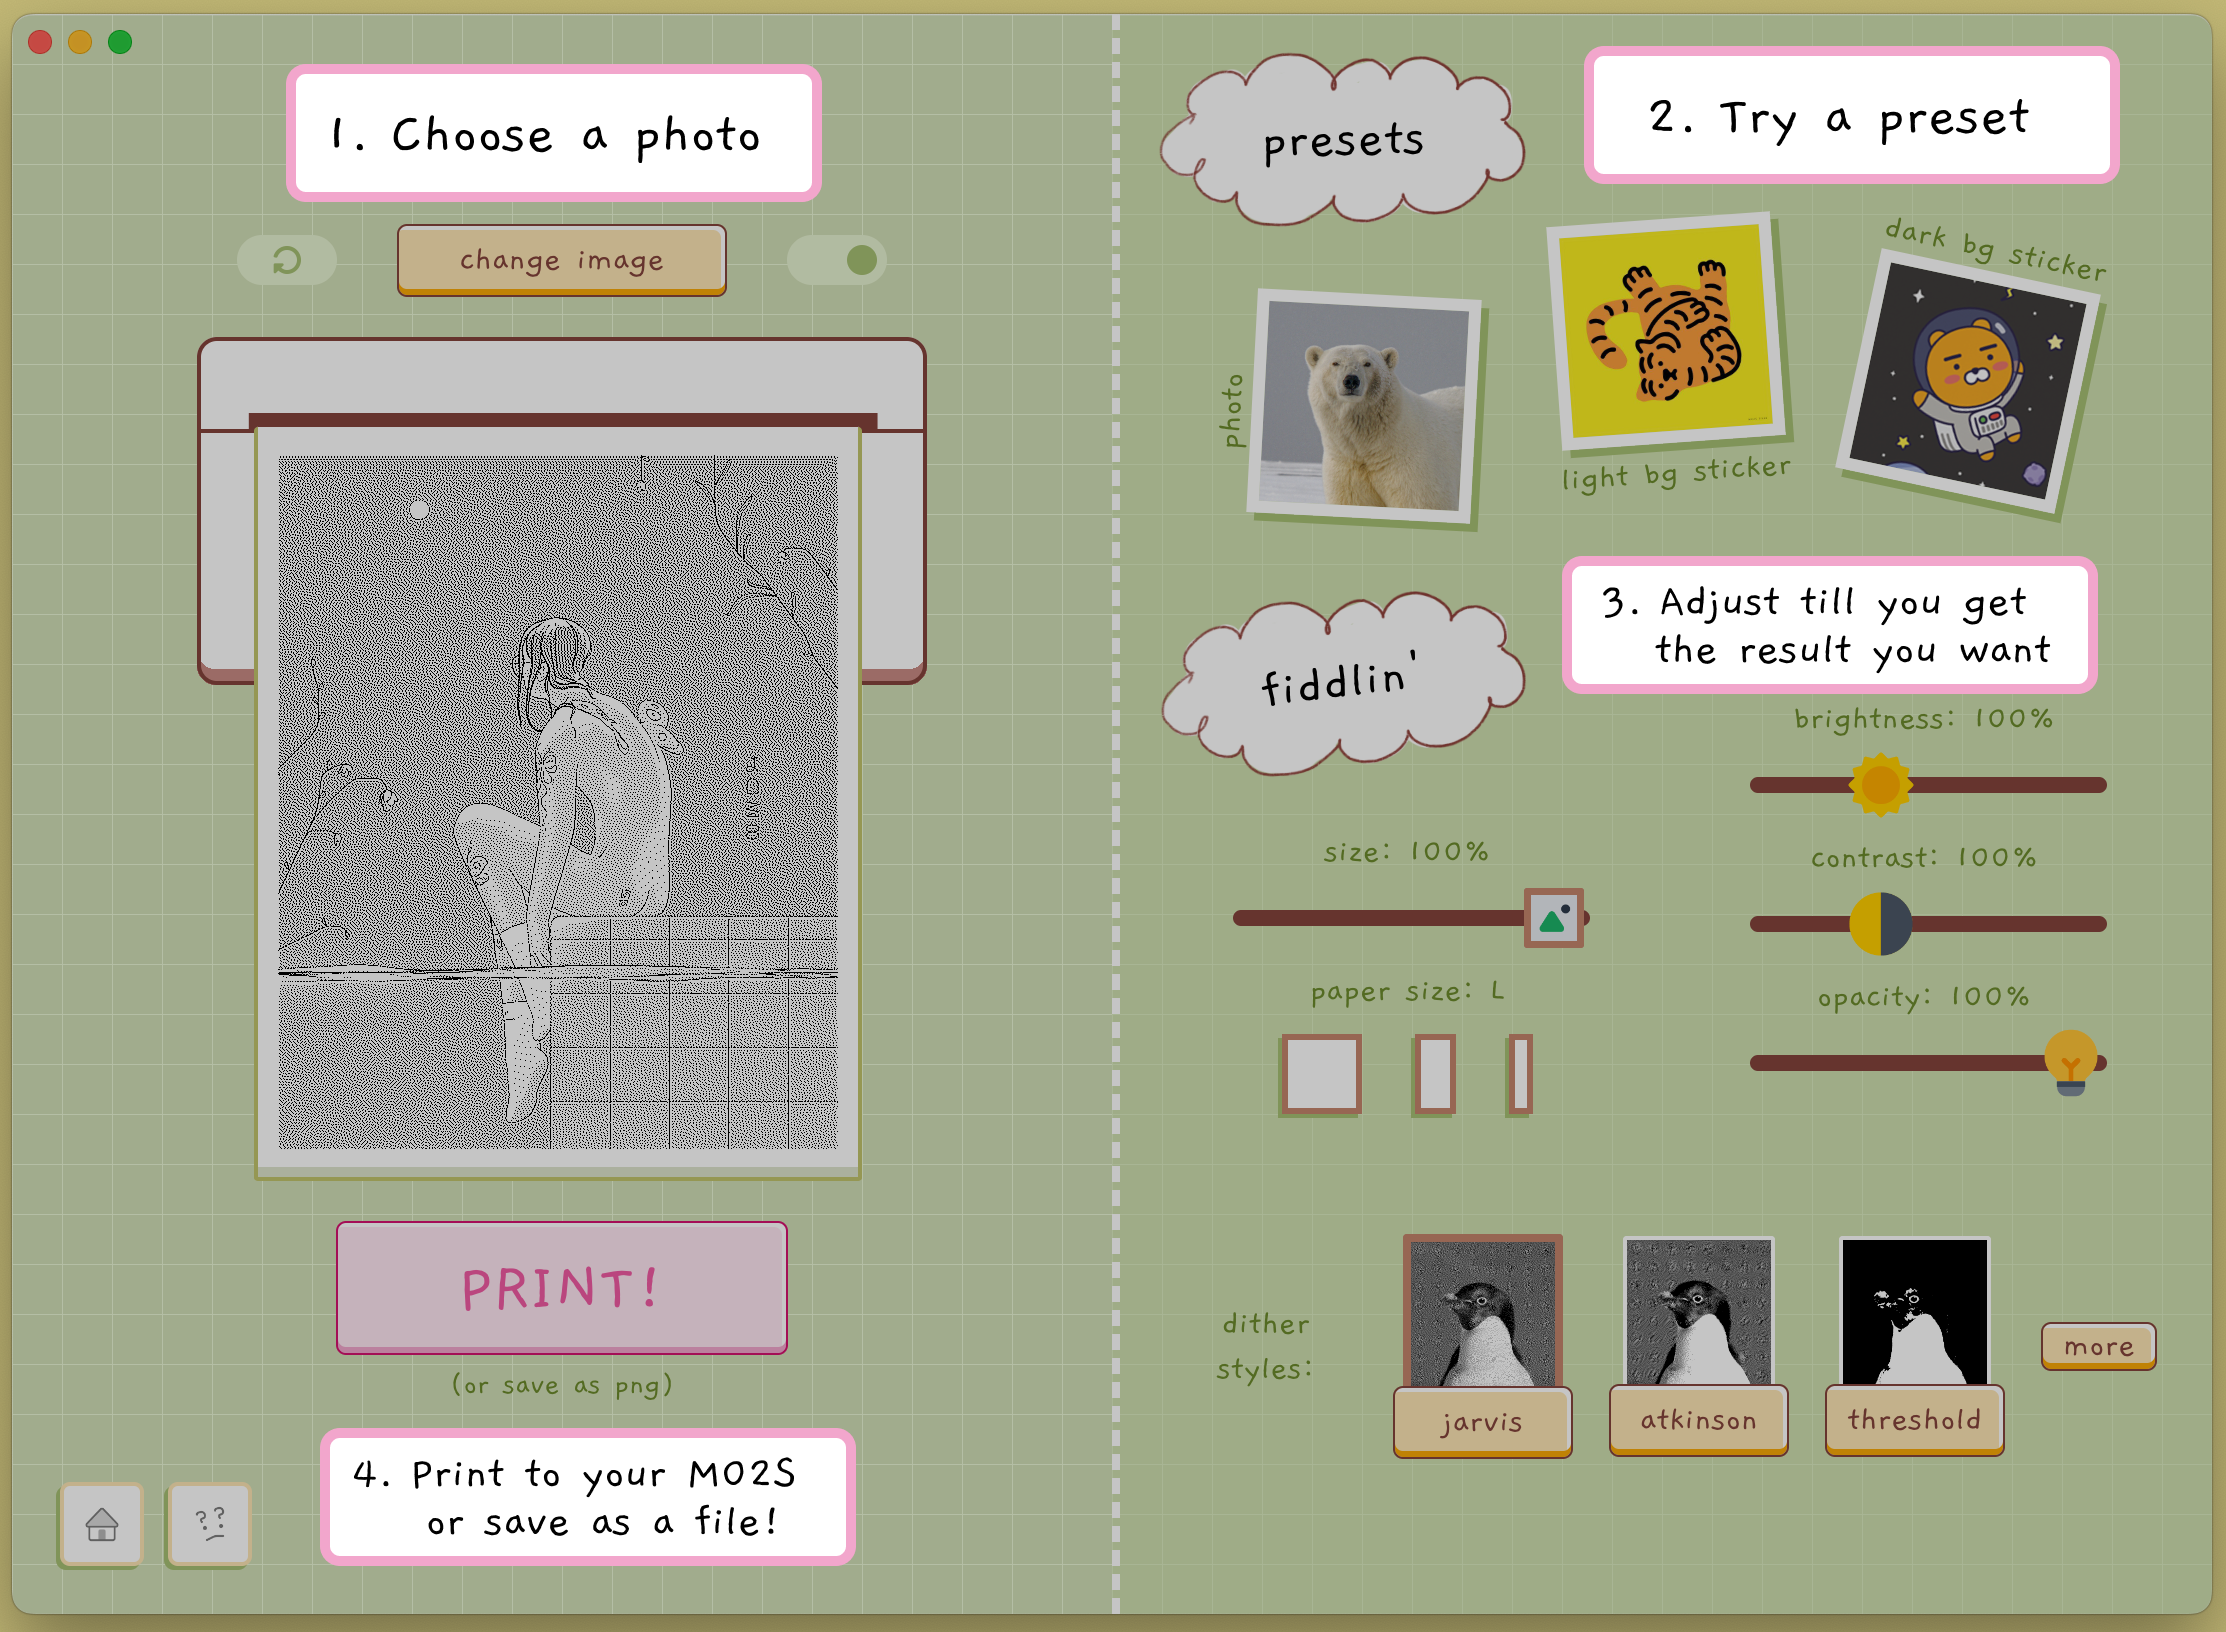 1. Choose a photo
change image
PRINT!
(or save as png)
4. Print to your M02S
or save as a file!
presets
2. Try a preset
photo
light bg sticker
dark bg sticker
fiddlin'
3. Adjust till you get
the result you want
brightness: 100%
size: 100%
contrast: 100%
paper size: L
opacity: 100%
dither
styles:
jarvis
atkinson
threshold
more
? ?